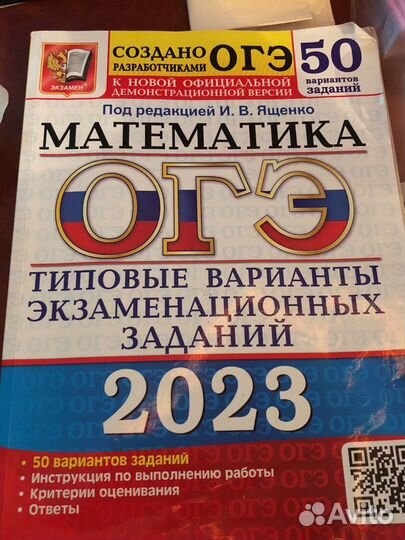 СОЗДАНО
РАЗРАБОТЧИКАМИ ОГЭ
К НОВОЙ ОФИЦИАЛЬНОЙ
ДЕМОНСТРАЦИОННОЙ ВЕРСИИ
50
вариантов
заданий
ЭКЗАМЕН
Под редакцией И. В. Ященко
МАТЕМАТИКА
ОГЭ
ТИПОВЫЕ ВАРИАНТЫ
ЭКЗАМЕНАЦИОННЫХ
ЗАДАНИЙ
2023
• 50 вариантов заданий
• Инструкция по выполнению работы
• Критерии оценивания
• Ответы
Avito